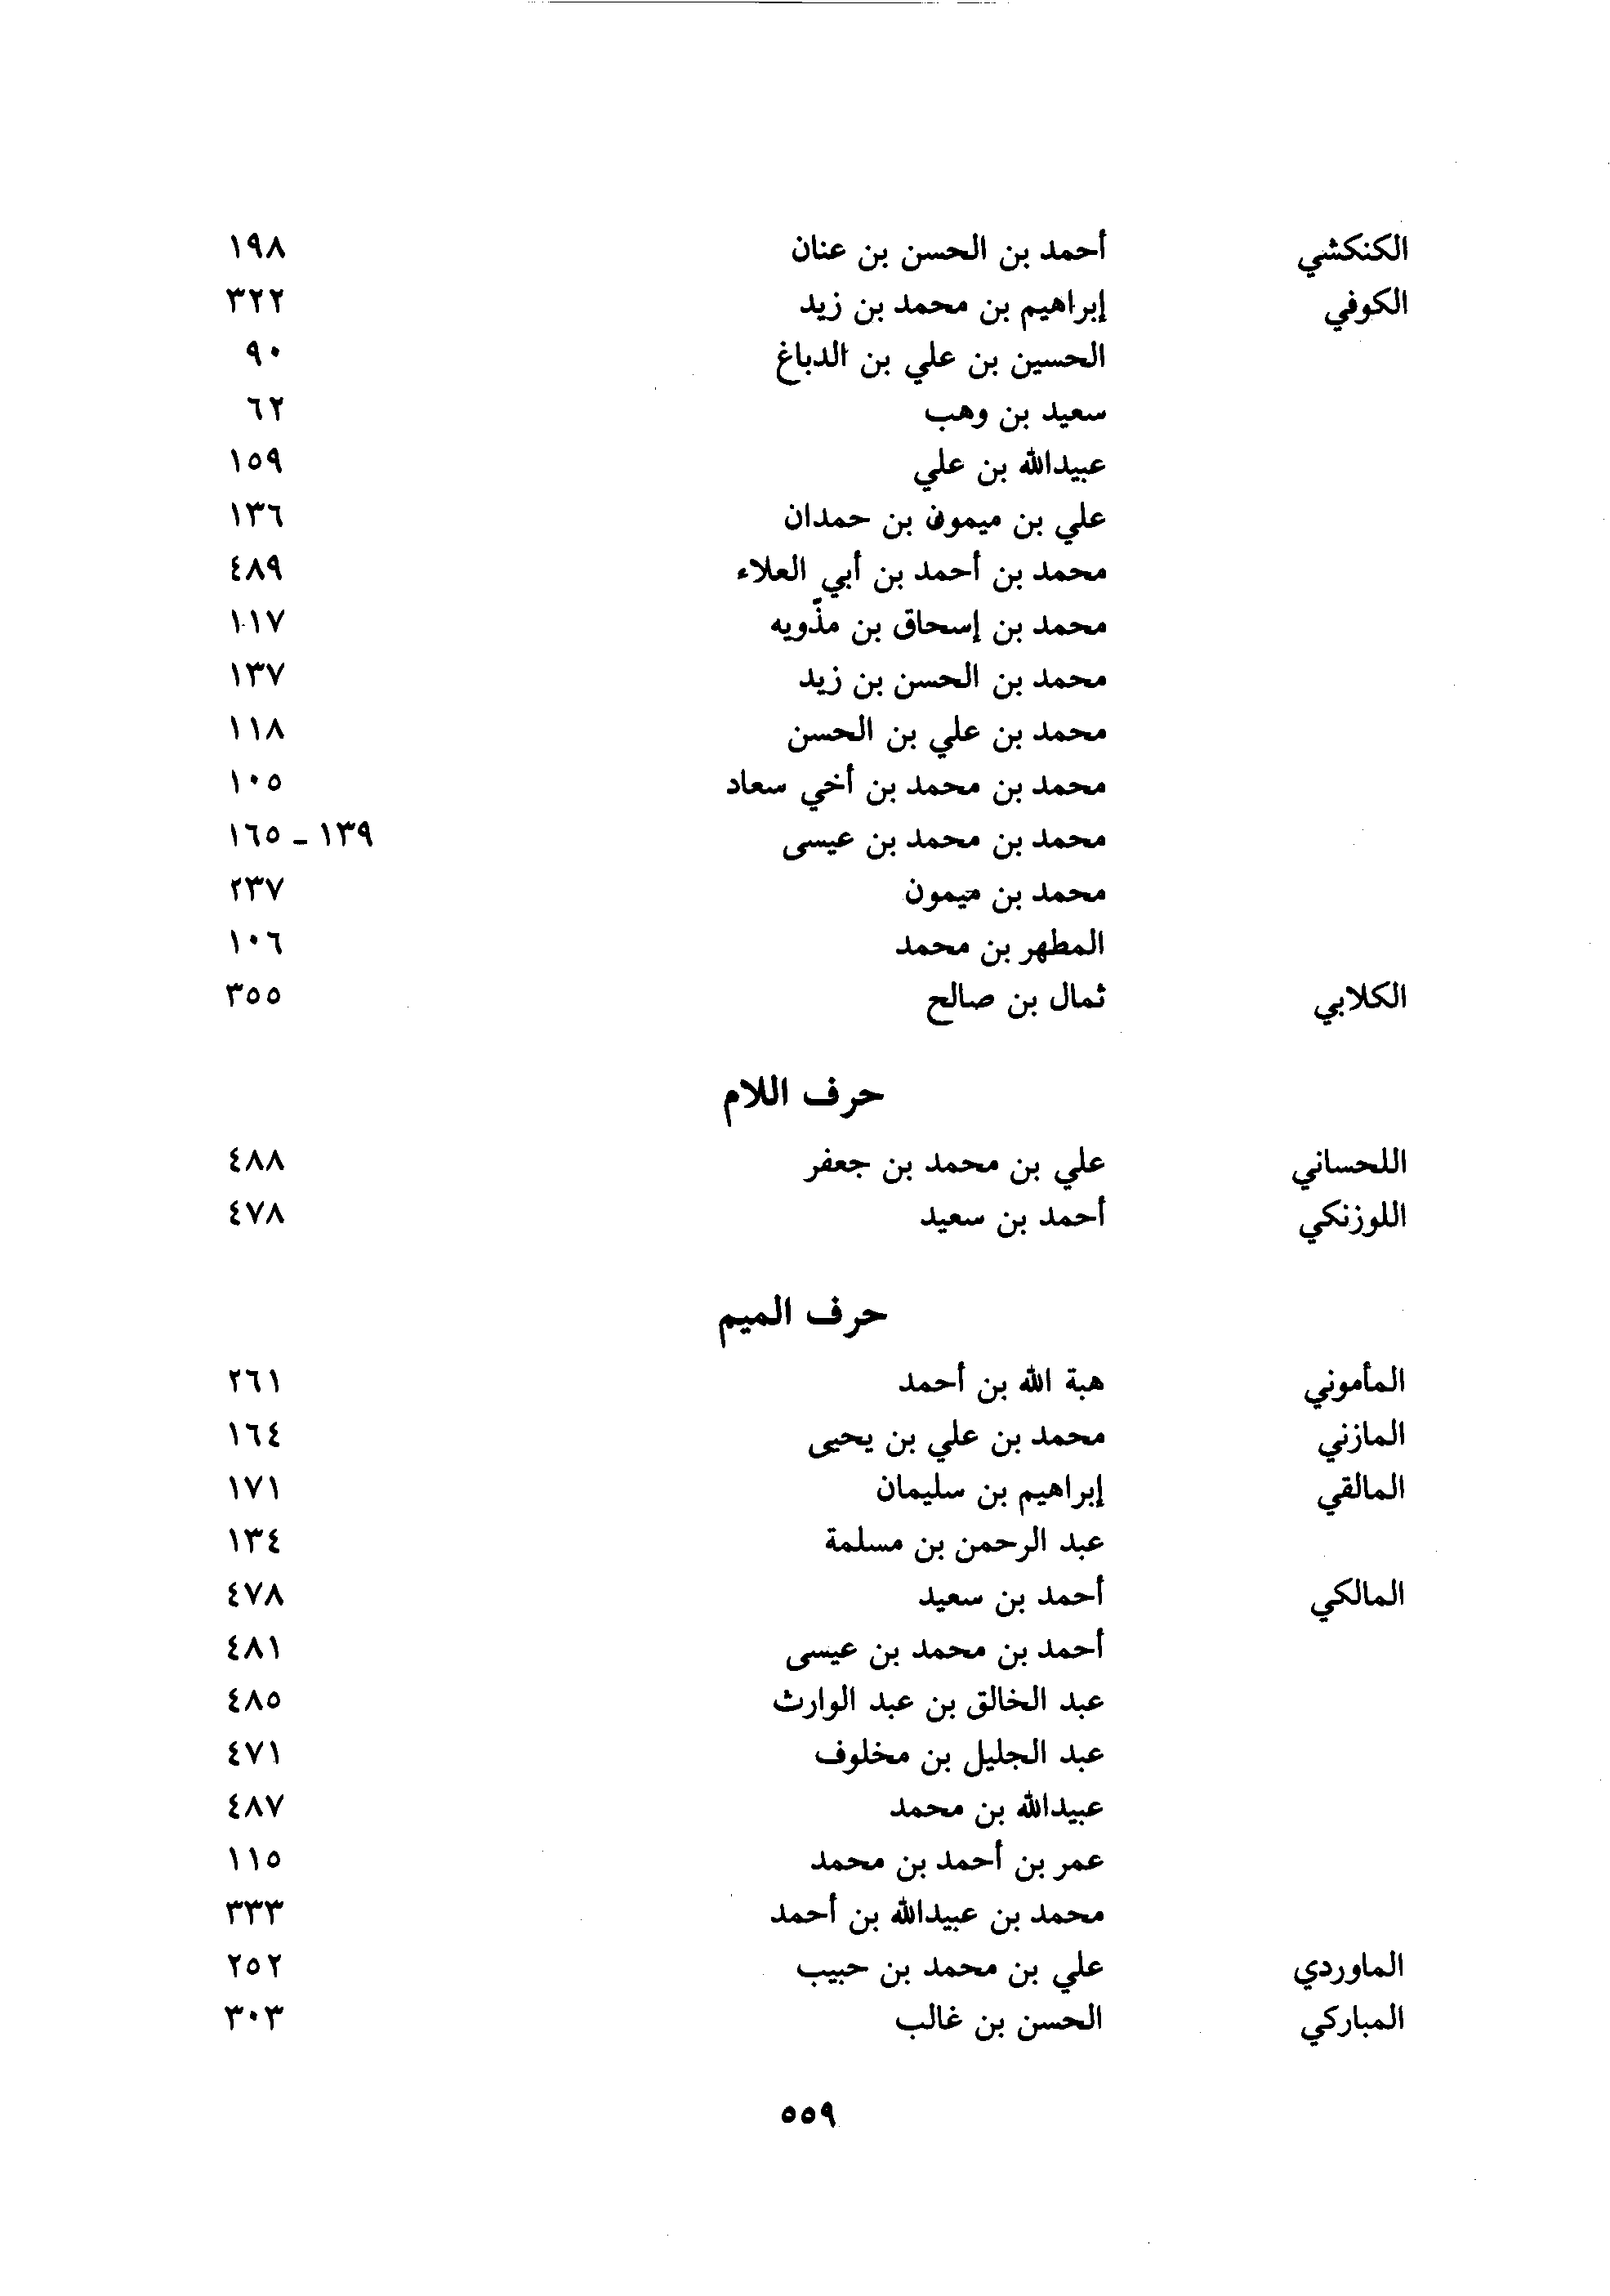 الكنكشي أحمد بن الحسن بن عنان ١٩٨
الكوفي إبراهيم بن محمد بن زيد ٣٢٢
الحسين بن علي بن الدباغ ٩٠
سعيد بن وهب ٦٢
عبيدالله بن علي ١٥٩
علي بن ميمون بن حمدان ١٣٦
محمد بن أحمد بن أبي العلاء ٤٨٩
محمد بن إسحاق بن مذّويه ١١٧
محمد بن الحسن بن زيد ١٣٧
محمد بن علي بن الحسن ١١٨
محمد بن محمد بن أخي سعاد ١٠٥
محمد بن محمد بن عيسى ١٣٩ - ١٦٥
محمد بن ميمون ٢٣٧
المطهر بن محمد ١٠٦
الكلابي ثمال بن صالح ٣٥٥
حرف اللام
اللحساني علي بن محمد بن جعفر ٤٨٨
اللوزنكي أحمد بن سعيد ٤٧٨
حرف الميم
المأموني هبة الله بن أحمد ٢٦١
المازني محمد بن علي بن يحيى ١٦٤
المالقي إبراهيم بن سليمان ١٧١
عبد الرحمن بن مسلمة ١٣٤
المالكي أحمد بن سعيد ٤٧٨
أحمد بن محمد بن عيسى ٤٨١
عبد الخالق بن عبد الوارث ٤٨٥
عبد الجليل بن مخلوف ٤٧١
عبيدالله بن محمد ٤٨٧
عمر بن أحمد بن محمد ١١٥
محمد بن عبيدالله بن أحمد ٣٣٣
الماوردي علي بن محمد بن حبيب ٢٥٢
المباركي الحسن بن غالب ٣٠٣
٥٥٩